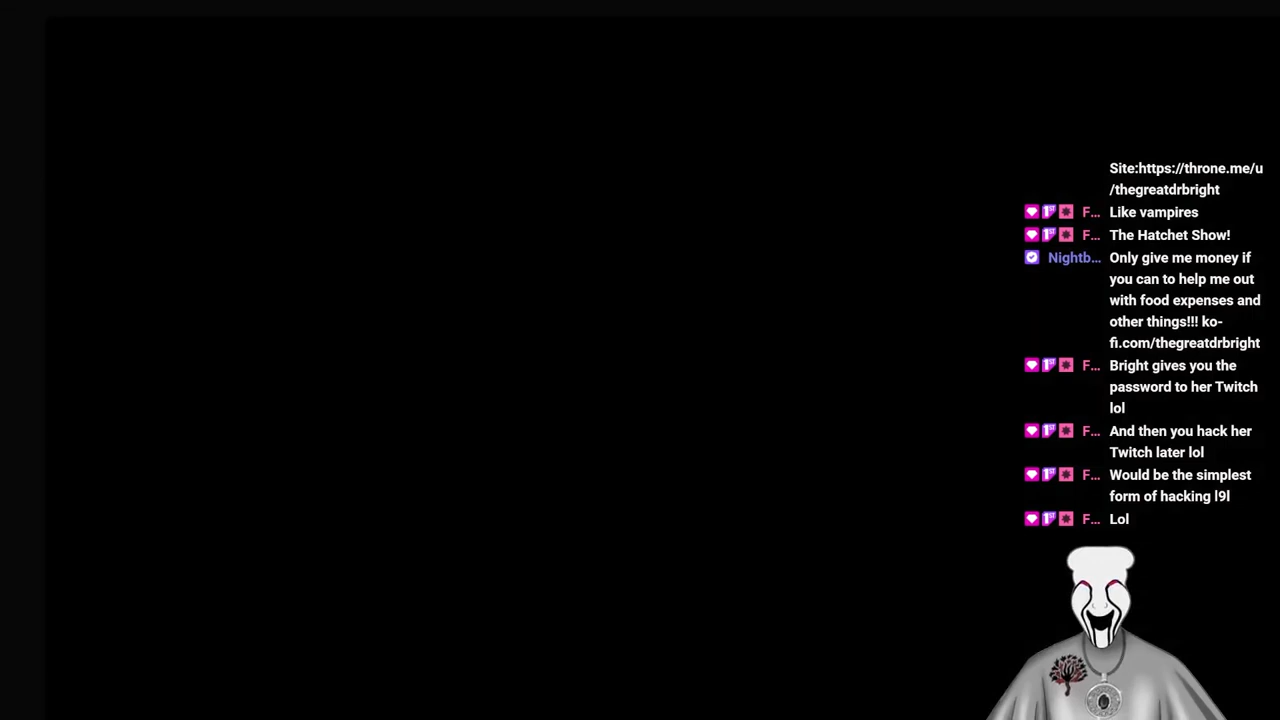 Site:https://throne.me/u
/thegreatdrbright
F... Like vampires
F... The Hatchet Show!
Nightb... Only give me money if
you can to help me out
with food expenses and
other things!!! ko-
fi.com/thegreatdrbright
F... Bright gives you the
password to her Twitch
lol
F... And then you hack her
Twitch later lol
F... Would be the simplest
form of hacking l9l
F... Lol